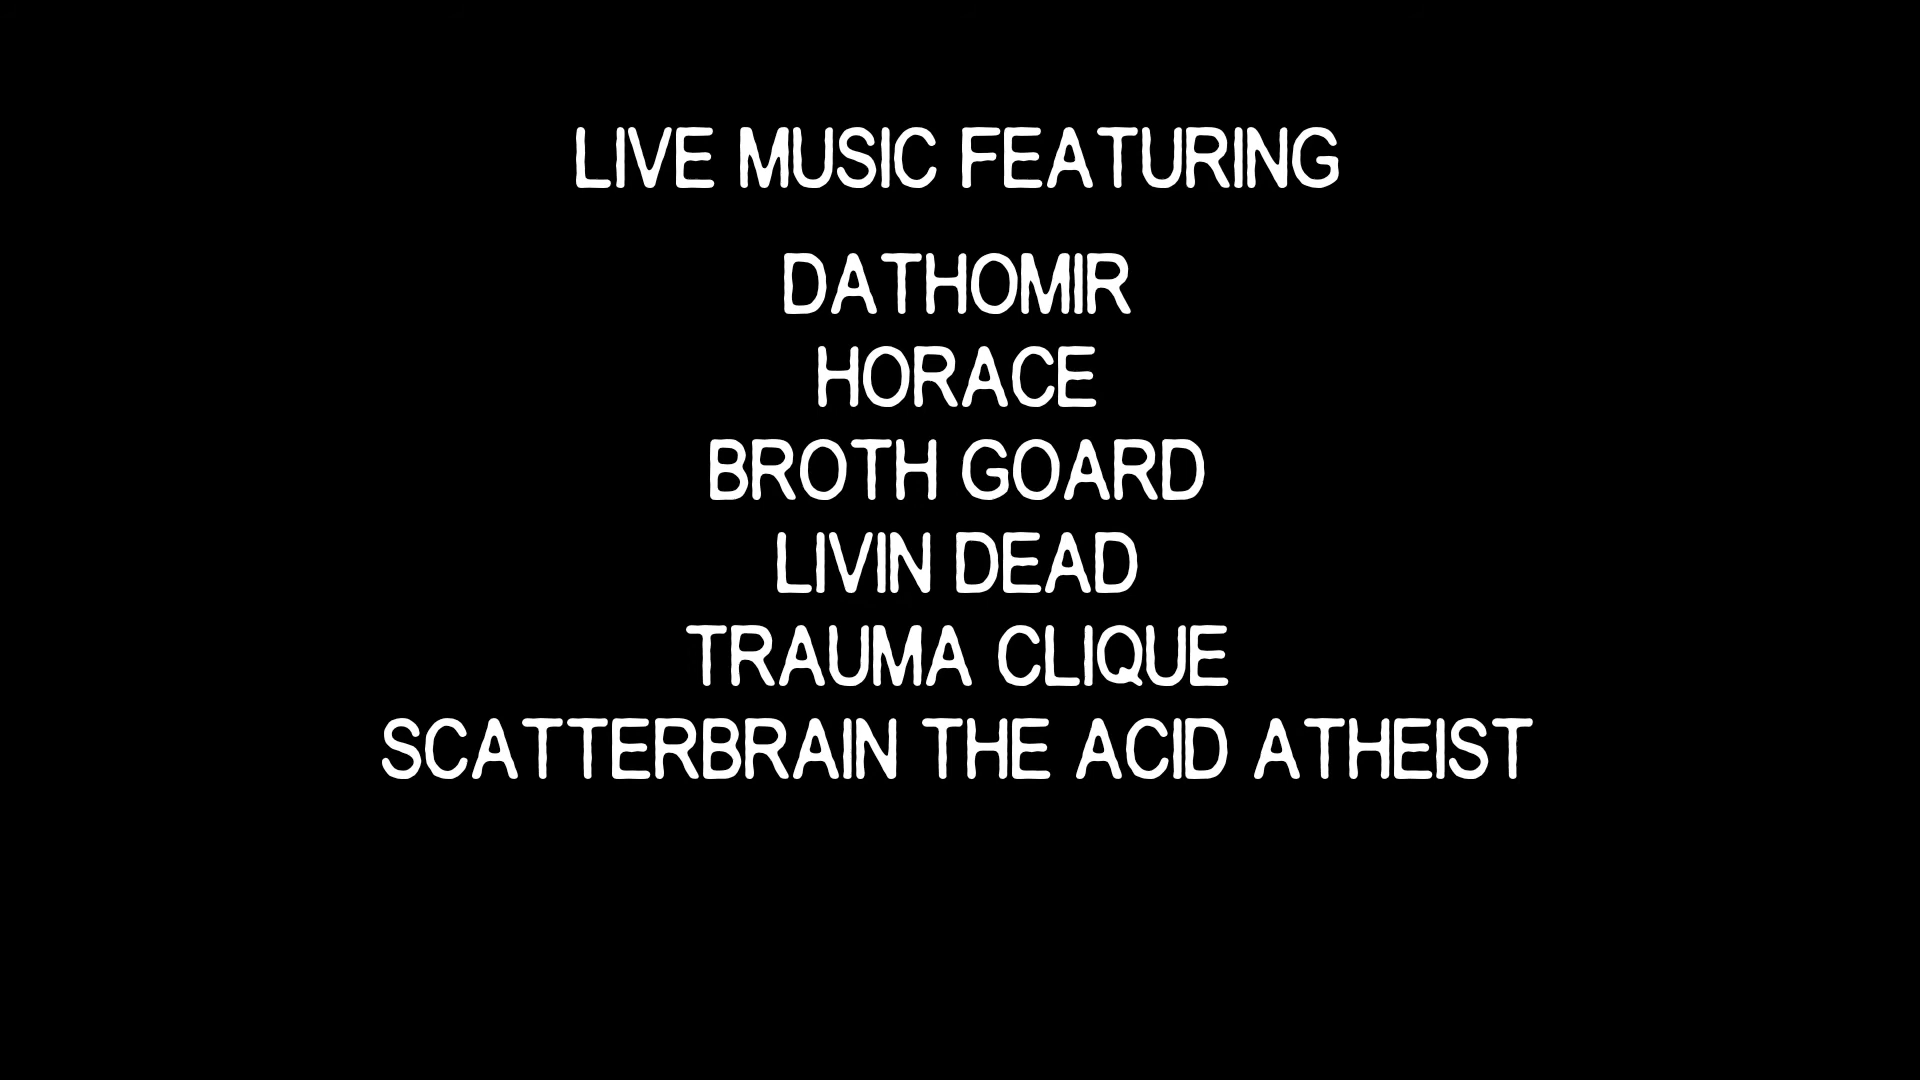 LIVE MUSIC FEATURING
DATHOMIR
HORACE
BROTH GOARD
LIVIN DEAD
TRAUMA CLIQUE
SCATTERBRAIN THE ACID ATHEIST